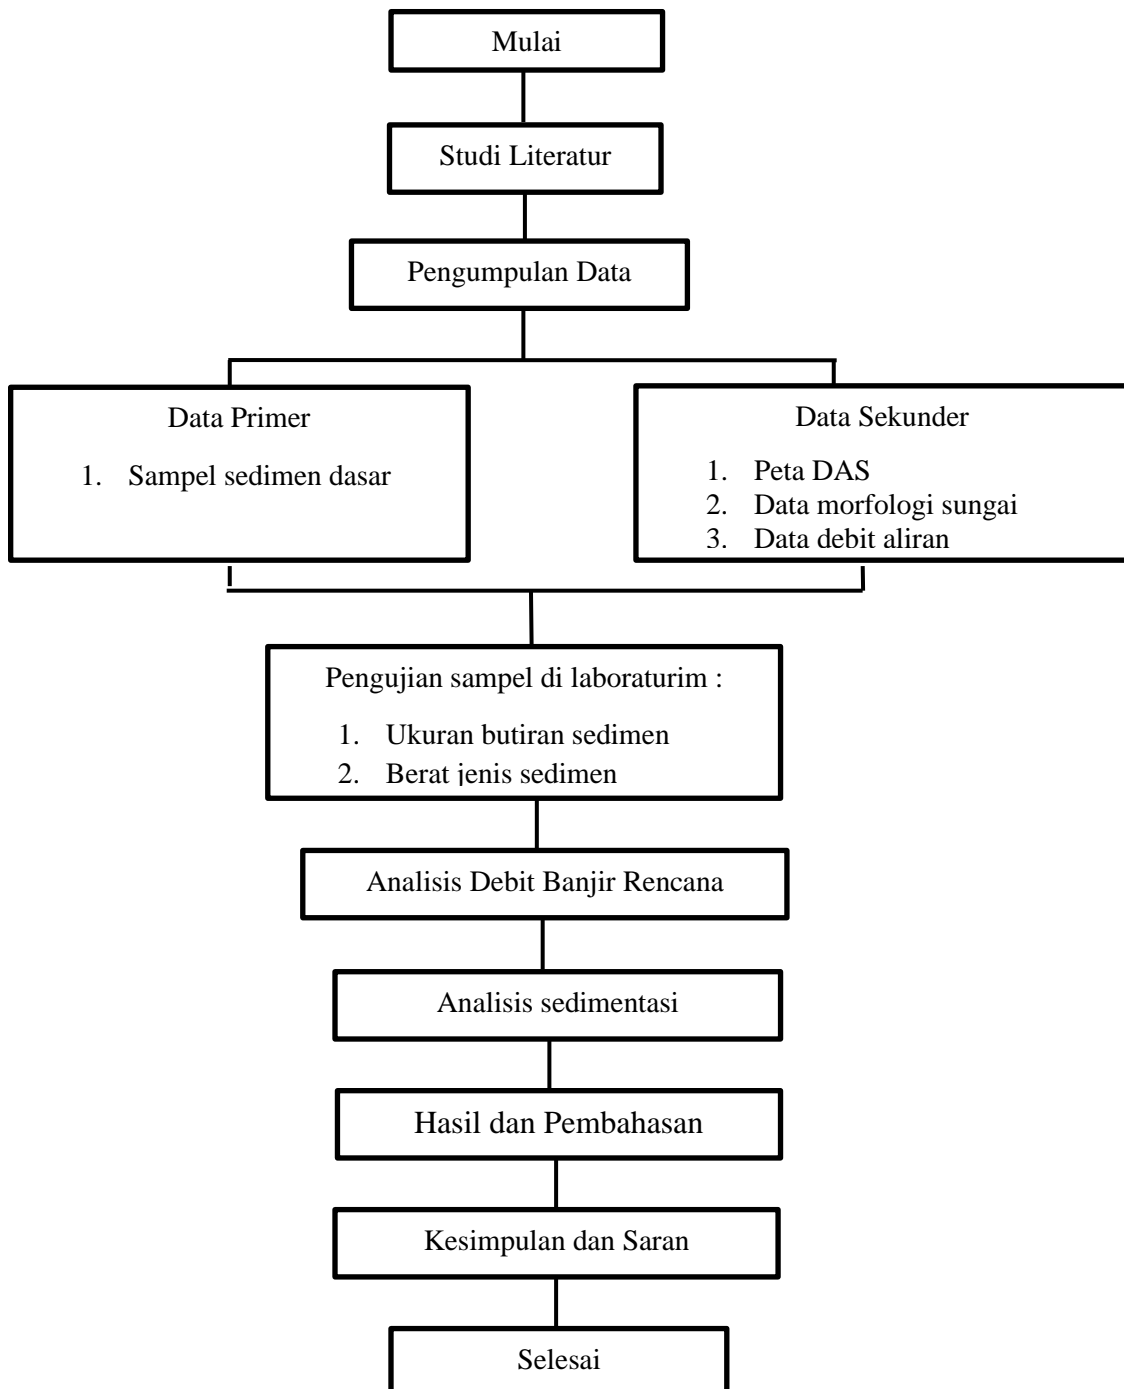 Mulai
Studi Literatur
Pengumpulan Data
Data Primer
1. Sampel sedimen dasar
Data Sekunder
1. Peta DAS
2. Data morfologi sungai
3. Data debit aliran
Pengujian sampel di laboraturim :
1. Ukuran butiran sedimen
2. Berat jenis sedimen
Analisis Debit Banjir Rencana
Analisis sedimentasi
Hasil dan Pembahasan
Kesimpulan dan Saran
Selesai